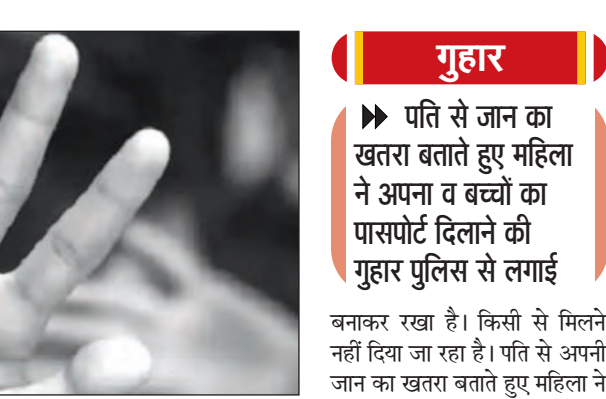 गुहार
पति से जान का
खतरा बताते हुए महिला
ने अपना व बच्चों का
पासपोर्ट दिलाने की
गुहार पुलिस से लगाई
बनाकर रखा है। किसी से मिलने
नहीं दिया जा रहा है। पति से अपनी
जान का खतरा बताते हुए महिला ने